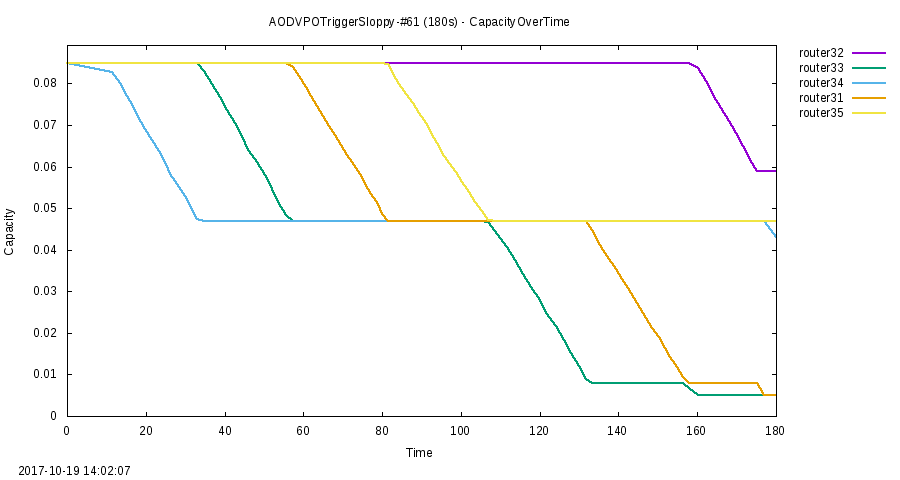 AODVPOTriggerSloppy-#61 (180s) - CapacityOverTime
router32
router33
router34
router31
router35
0.08
0.07
0.06
0.05
0.04
0.03
0.02
0.01
0
Capacity
0 20 40 60 80 100 120 140 160 180
Time
2017-10-19 14:02:07